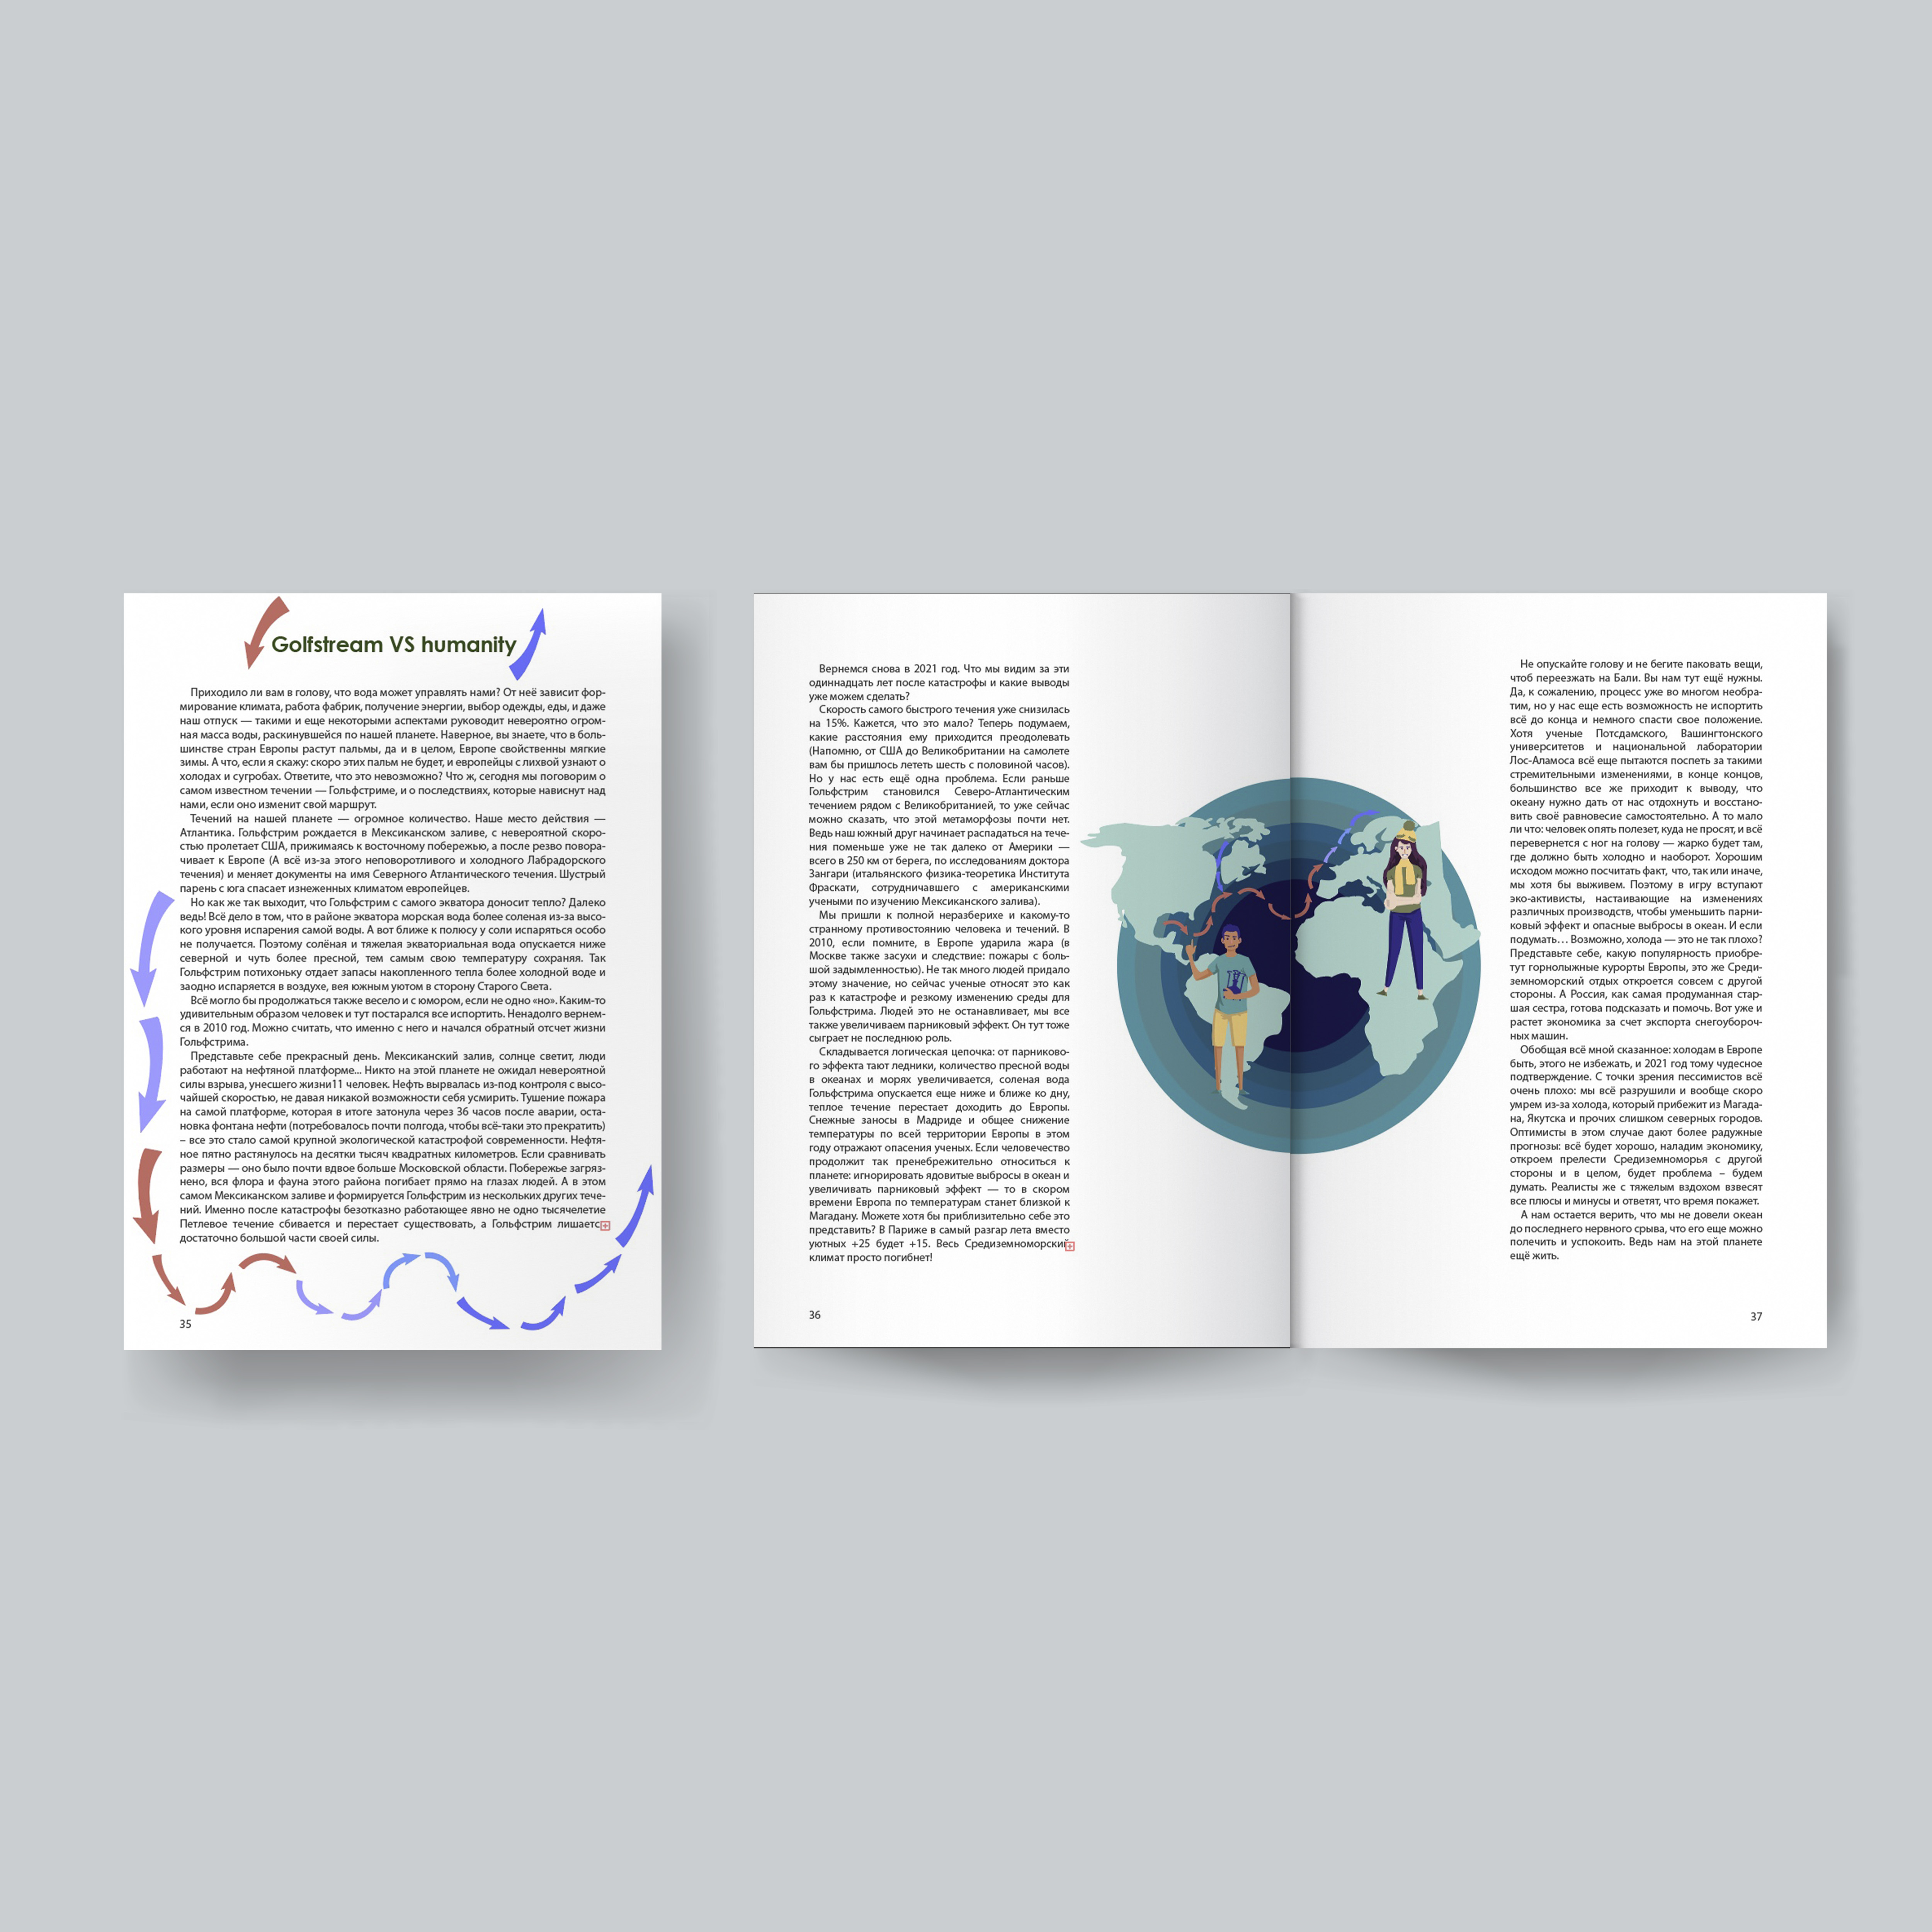 Golfstream VS humanity
Приходило ли вам в голову, что вода может управлять нами? От неё зависит фор-
мирование климата, работа фабрик, получение энергии, выбор одежды, еды, и даже
наш отпуск — такими и еще некоторыми аспектами руководит невероятно огром-
ная масса воды, раскинувшейся по нашей планете. Наверное, вы знаете, что в боль-
шинстве стран Европы растут пальмы, да и в целом, Европе свойственны мягкие
зимы. А что, если я скажу: скоро этих пальм не будет, и европейцы с лихвой узнают о
холодах и сугробах. Ответите, что это невозможно? Что ж, сегодня мы поговорим о
самом известном течении — Гольфстриме, и о последствиях, которые нависнут над
нами, если оно изменит свой маршрут.
Течений на нашей планете — огромное количество. Наше место действия —
Атлантика. Гольфстрим рождается в Мексиканском заливе, с невероятной скоро-
стью пролетает США, прижимаясь к восточному побережью, а после резво повора-
чивает к Европе (А всё из-за этого неповоротливого и холодного Лабрадорского
течения) и меняет документы на имя Северного Атлантического течения. Шустрый
парень с юга спасает изнеженных климатом европейцев.
Но как же так выходит, что Гольфстрим с самого экватора доносит тепло? Далеко
ведь! Всё дело в том, что в районе экватора морская вода более соленая из-за высо-
кого уровня испарения самой воды. А вот ближе к полюсу у соли испаряться особо
не получается. Поэтому солёная и тяжелая экваториальная вода опускается ниже
северной и чуть более пресной, тем самым свою температуру сохраняя. Так
Гольфстрим потихоньку отдает запасы накопленного тепла более холодной воде и
заодно испаряется в воздухе, вея южным уютом в сторону Старого Света.
Всё могло бы продолжаться также весело и с юмором, если не одно «но». Каким-то
удивительным образом человек и тут постарался все испортить. Ненадолго вернем-
ся в 2010 год. Можно считать, что именно с него и начался обратный отсчет жизни
Гольфстрима.
Представьте себе прекрасный день. Мексиканский залив, солнце светит, люди
работают на нефтяной платформе... Никто на этой планете не ожидал невероятной
силы взрыва, унесшего жизни11 человек. Нефть вырвалась из-под контроля с высо-
чайшей скоростью, не давая никакой возможности себя усмирить. Тушение пожара
на самой платформе, которая в итоге затонула через 36 часов после аварии, оста-
новка фонтана нефти (потребовалось почти полгода, чтобы всё-таки это прекратить)
– все это стало самой крупной экологической катастрофой современности. Нефтя-
ное пятно растянулось на десятки тысяч квадратных километров. Если сравнивать
размеры — оно было почти вдвое больше Московской области. Побережье загряз-
нено, вся флора и фауна этого района погибает прямо на глазах людей. А в этом
самом Мексиканском заливе и формируется Гольфстрим из нескольких других тече-
ний. Именно после катастрофы безотказно работающее явно не одно тысячелетие
Петлевое течение сбивается и перестает существовать, а Гольфстрим лишаетс
достаточно большой части своей силы.
35
Вернемся снова в 2021 год. Что мы видим за эти
одиннадцать лет после катастрофы и какие выводы
уже можем сделать?
Скорость самого быстрого течения уже снизилась
на 15%. Кажется, что это мало? Теперь подумаем,
какие расстояния ему приходится преодолевать
(Напомню, от США до Великобритании на самолете
вам бы пришлось лететь шесть с половиной часов).
Но у нас есть ещё одна проблема. Если раньше
Гольфстрим становился Северо-Атлантическим
течением рядом с Великобританией, то уже сейчас
можно сказать, что этой метаморфозы почти нет.
Ведь наш южный друг начинает распадаться на тече-
ния поменьше уже не так далеко от Америки —
всего в 250 км от берега, по исследованиям доктора
Зангари (итальянского физика-теоретика Института
Фраскати, сотрудничавшего с американскими
учеными по изучению Мексиканского залива).
Мы пришли к полной неразберихе и какому-то
странному противостоянию человека и течений. В
2010, если помните, в Европе ударила жара (в
Москве также засухи и следствие: пожары с боль-
шой задымленностью). Не так много людей придало
этому значение, но сейчас ученые относят это как
раз к катастрофе и резкому изменению среды для
Гольфстрима. Людей это не останавливает, мы все
также увеличиваем парниковый эффект. Он тут тоже
сыграет не последнюю роль.
Складывается логическая цепочка: от парниково-
го эффекта тают ледники, количество пресной воды
в океанах и морях увеличивается, соленая вода
Гольфстрима опускается еще ниже и ближе ко дну,
теплое течение перестает доходить до Европы.
Снежные заносы в Мадриде и общее снижение
температуры по всей территории Европы в этом
году отражают опасения ученых. Если человечество
продолжит так пренебрежительно относиться к
планете: игнорировать ядовитые выбросы в океан и
увеличивать парниковый эффект — то в скором
времени Европа по температурам станет близкой к
Магадану. Можете хотя бы приблизительно себе это
представить? В Париже в самый разгар лета вместо
уютных +25 будет +15. Весь Средиземноморский
климат просто погибнет!
36
Не опускайте голову и не бегите паковать вещи,
чтоб переезжать на Бали. Вы нам тут ещё нужны.
Да, к сожалению, процесс уже во многом необра-
тим, но у нас еще есть возможность не испортить
всё до конца и немного спасти свое положение.
Хотя ученые Потсдамского, Вашингтонского
университетов и национальной лаборатории
Лос-Аламоса всё еще пытаются поспеть за такими
стремительными изменениями, в конце концов,
большинство все же приходит к выводу, что
океану нужно дать от нас отдохнуть и восстано-
вить своё равновесие самостоятельно. А то мало
ли что: человек опять полезет, куда не просят, и всё
перевернется с ног на голову — жарко будет там,
где должно быть холодно и наоборот. Хорошим
исходом можно посчитать факт, что, так или иначе,
мы хотя бы выживем. Поэтому в игру вступают
эко-активисты, настаивающие на изменениях
различных производств, чтобы уменьшить парни-
ковый эффект и опасные выбросы в океан. И если
подумать… Возможно, холода — это не так плохо?
Представьте себе, какую популярность приобре-
тут горнолыжные курорты Европы, это же Среди-
земноморский отдых откроется совсем с другой
стороны. А Россия, как самая продуманная стар-
шая сестра, готова подсказать и помочь. Вот уже и
растет экономика за счет экспорта снегоубороч-
ных машин.
Обобщая всё мной сказанное: холодам в Европе
быть, этого не избежать, и 2021 год тому чудесное
подтверждение. С точки зрения пессимистов всё
очень плохо: мы всё разрушили и вообще скоро
умрем из-за холода, который прибежит из Магада-
на, Якутска и прочих слишком северных городов.
Оптимисты в этом случае дают более радужные
прогнозы: всё будет хорошо, наладим экономику,
откроем прелести Средиземноморья с другой
стороны и в целом, будет проблема – будем
думать. Реалисты же с тяжелым вздохом взвесят
все плюсы и минусы и ответят, что время покажет.
А нам остается верить, что мы не довели океан
до последнего нервного срыва, что его еще можно
полечить и успокоить. Ведь нам на этой планете
ещё жить.
37